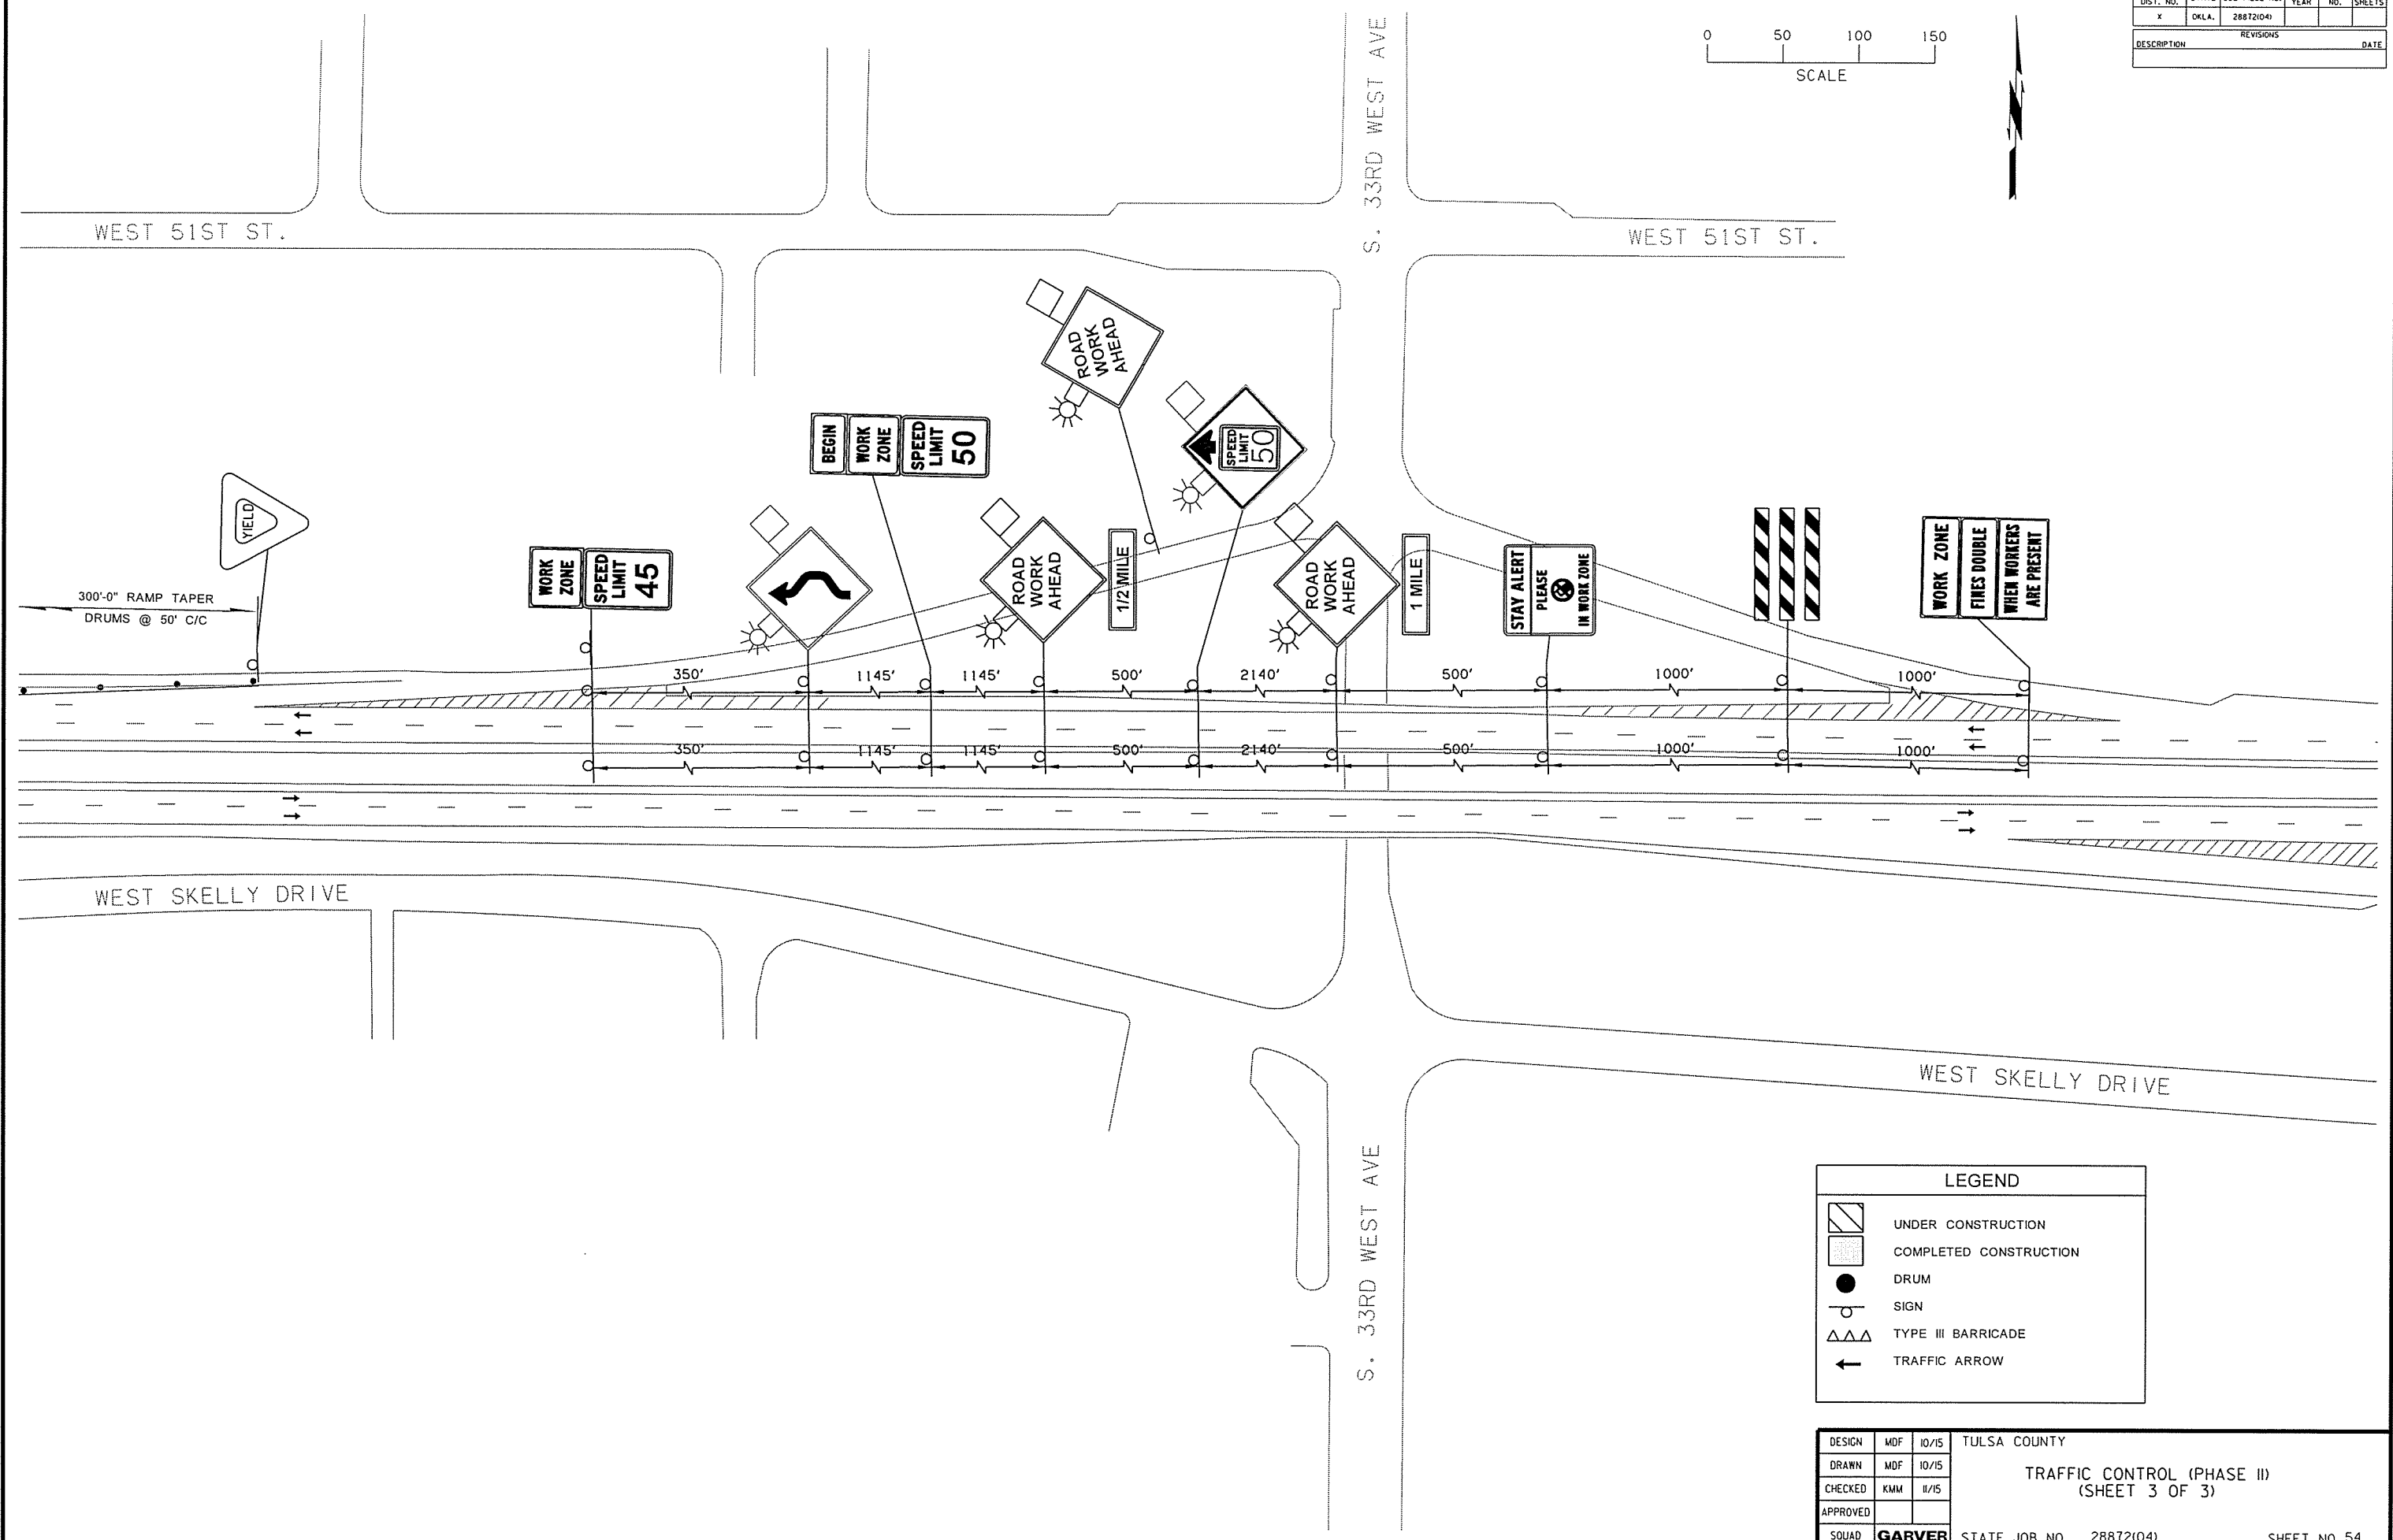 DIST. NO. YEAR NO. SHEETS
X OKLA. 28872(04)
REVISIONS
DESCRIPTION DATE
0 50 100 150
SCALE
S. 33RD WEST AVE
WEST 51ST ST.
WEST 51ST ST.
ROAD
WORK
AHEAD
SPEED
LIMIT
50
BEGIN
WORK
ZONE
SPEED
LIMIT
50
YIELD
300'-0" RAMP TAPER
DRUMS @ 50' C/C
WORK
ZONE
SPEED
LIMIT
45
ROAD
WORK
AHEAD
1/2 MILE
ROAD
WORK
AHEAD
1 MILE
STAY ALERT
PLEASE
IN WORK ZONE
WORK ZONE
FINES DOUBLE
WHEN WORKERS
ARE PRESENT
350' 1145' 1145' 500' 2140' 500' 1000' 1000'
350' 1145' 1145' 500' 2140' 500' 1000' 1000'
WEST SKELLY DRIVE
WEST SKELLY DRIVE
S. 33RD WEST AVE
LEGEND
UNDER CONSTRUCTION
COMPLETED CONSTRUCTION
DRUM
SIGN
TYPE III BARRICADE
TRAFFIC ARROW
DESIGN MDF 10/15 TULSA COUNTY
DRAWN MDF 10/15
TRAFFIC CONTROL (PHASE II)
CHECKED KMM 11/15
(SHEET 3 OF 3)
APPROVED
SQUAD GARVER STATE JOB NO. 28872(04) SHEET NO. 54